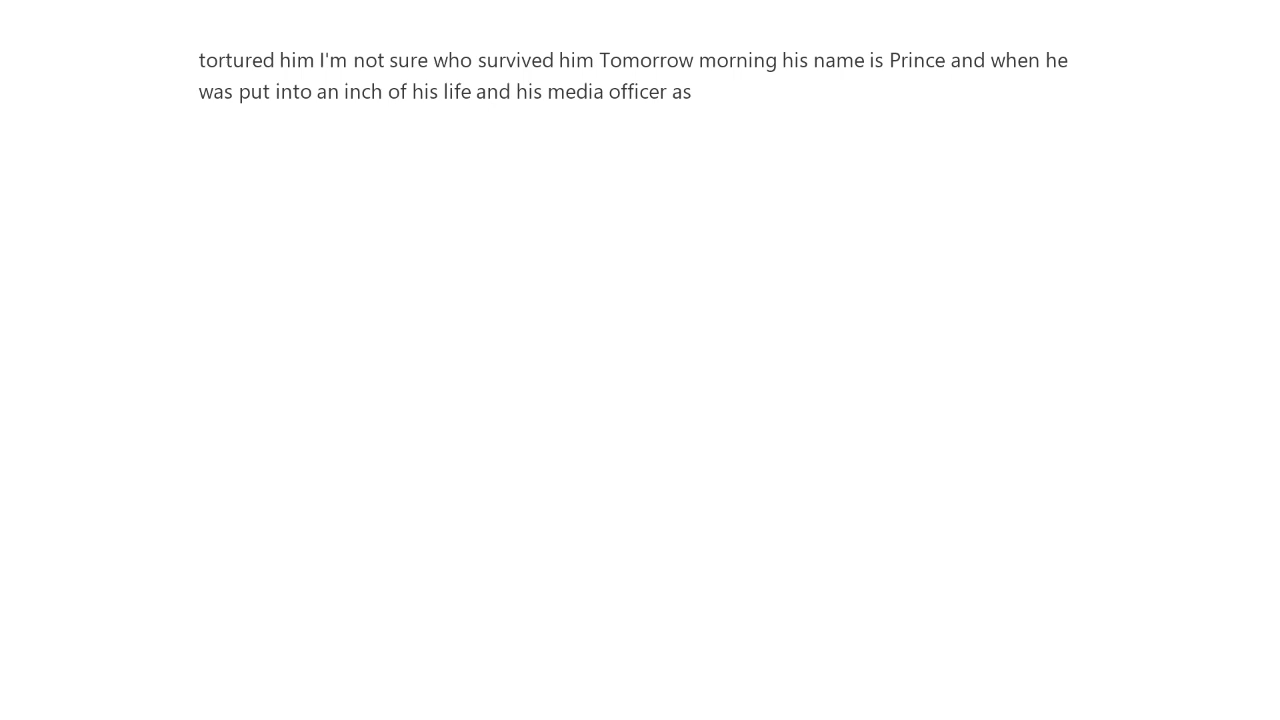 tortured him I'm not sure who survived him Tomorrow morning his name is Prince and when he
was put into an inch of his life and his media officer as